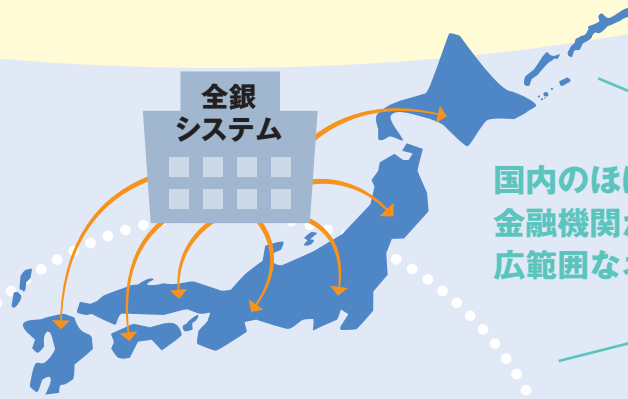 全銀
システム
国内のほ
金融機関
広範囲な